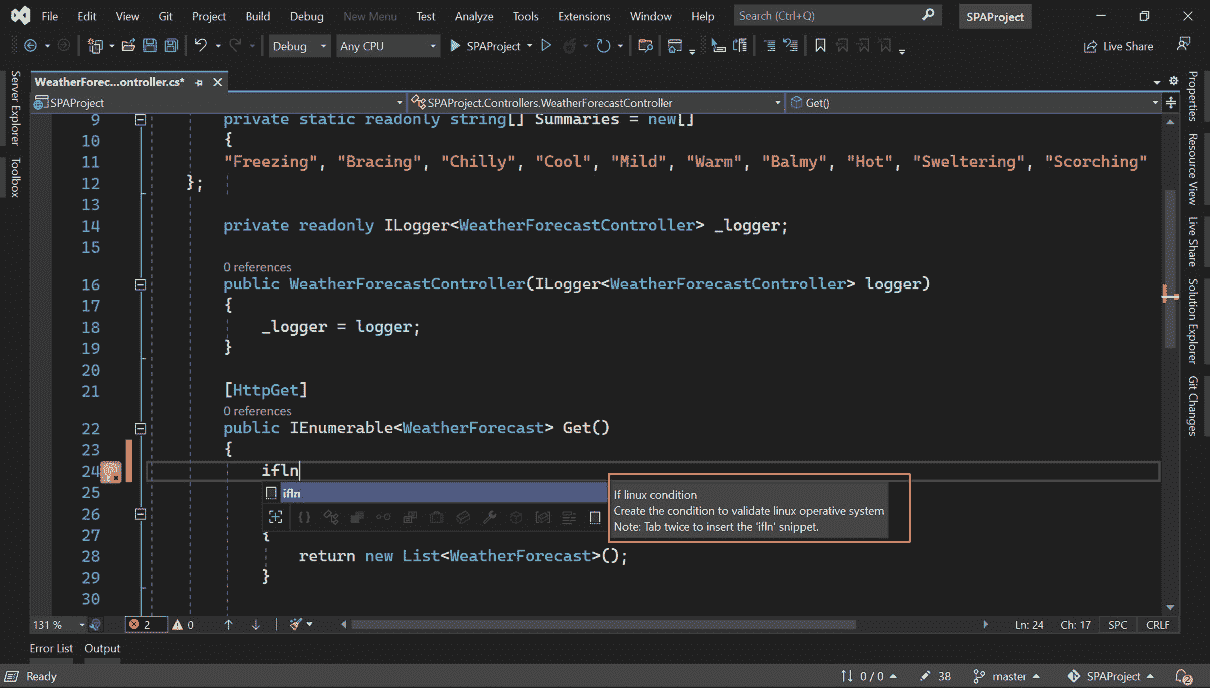 File Edit View Git Project Build Debug New Menu Test Analyze Tools Extensions Window Help Search (Ctrl+Q) SPAProject
Debug Any CPU SPAProject Live Share
WeatherForec...ontroller.cs*
SPAProject SPAProject.Controllers.WeatherForecastController Get()
Server Explorer
Toolbox
9 private static readonly string[] Summaries = new[]
10 {
11 "Freezing", "Bracing", "Chilly", "Cool", "Mild", "Warm", "Balmy", "Hot", "Sweltering", "Scorching"
12 };
13
14 private readonly ILogger<WeatherForecastController> _logger;
15
0 references
16 public WeatherForecastController(ILogger<WeatherForecastController> logger)
17 {
18 _logger = logger;
19 }
20
21 [HttpGet]
0 references
22 public IEnumerable<WeatherForecast> Get()
23 {
24 ifln
25 ifln
If linux condition
Create the condition to validate linux operative system
Note: Tab twice to insert the 'ifln' snippet.
26
27 {
28 return new List<WeatherForecast>();
29 }
30
Properties
Resource View
Live Share
Solution Explorer
Git Changes
131 % 2 0 Ln: 24 Ch: 17 SPC CRLF
Error List Output
Ready 0 / 0 38 master SPAProject 2